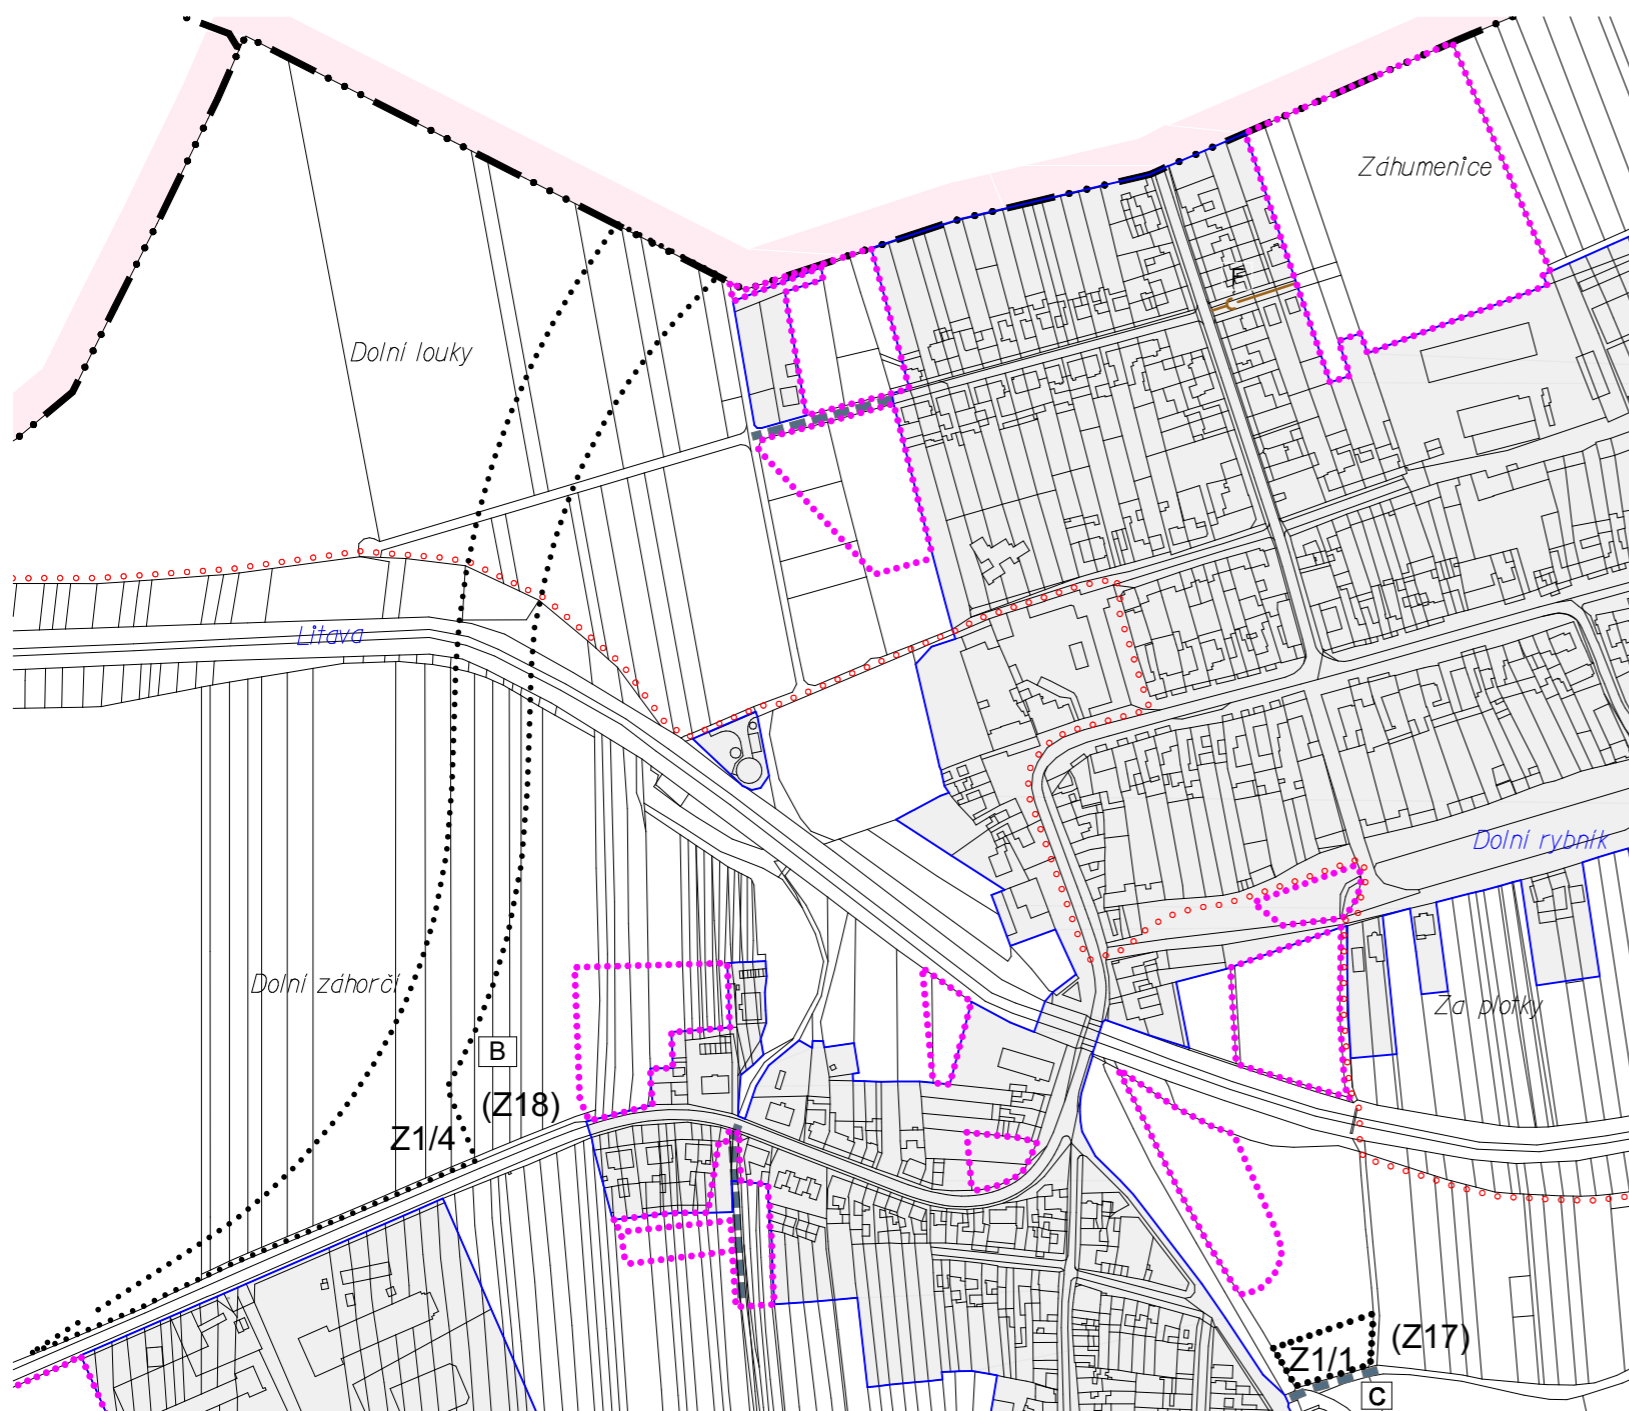 Záhumenice
F
Dolní louky
Litava
Dolní rybník
Dolní záhorčí
Za plotky
B
(Z18)
Z1/4
(Z17)
Z1/1
C